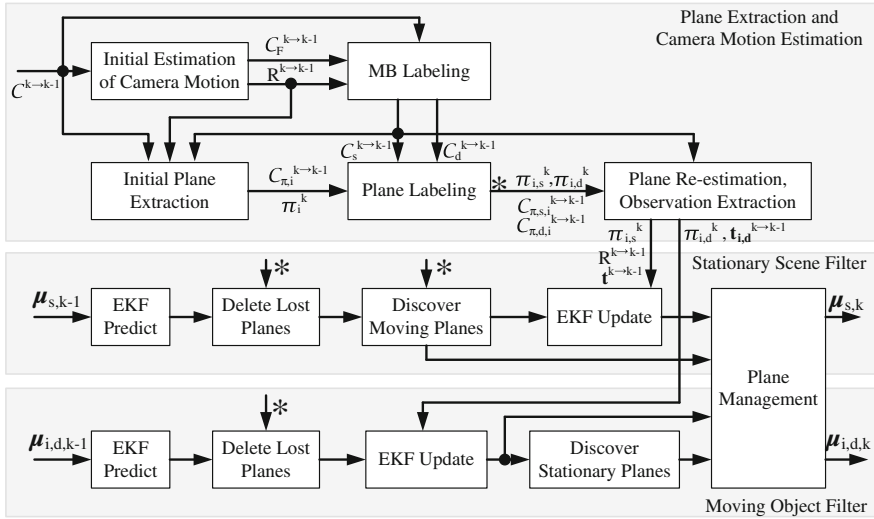 Plane Extraction and
Camera Motion Estimation
C^{k→k-1}
Initial Estimation
of Camera Motion
C_F^{k→k-1}
R^{k→k-1}
MB Labeling
C_s^{k→k-1}
C_d^{k→k-1}
Initial Plane
Extraction
C_{π,i}^{k→k-1}
π_i^k
Plane Labeling
* π_{i,s}^k, π_{i,d}^k
C_{π,s,i}^{k→k-1}
C_{π,d,i}^{k→k-1}
Plane Re-estimation,
Observation Extraction
π_{i,s}^k
R^{k→k-1}
t^{k→k-1}
π_{i,d}^k, t_{i,d}^{k→k-1}
Stationary Scene Filter
μ_{s,k-1}
EKF
Predict
*
Delete Lost
Planes
*
Discover
Moving Planes
EKF Update
Plane
Management
μ_{s,k}
μ_{i,d,k-1}
EKF
Predict
*
Delete Lost
Planes
EKF Update
Discover
Stationary Planes
μ_{i,d,k}
Moving Object Filter